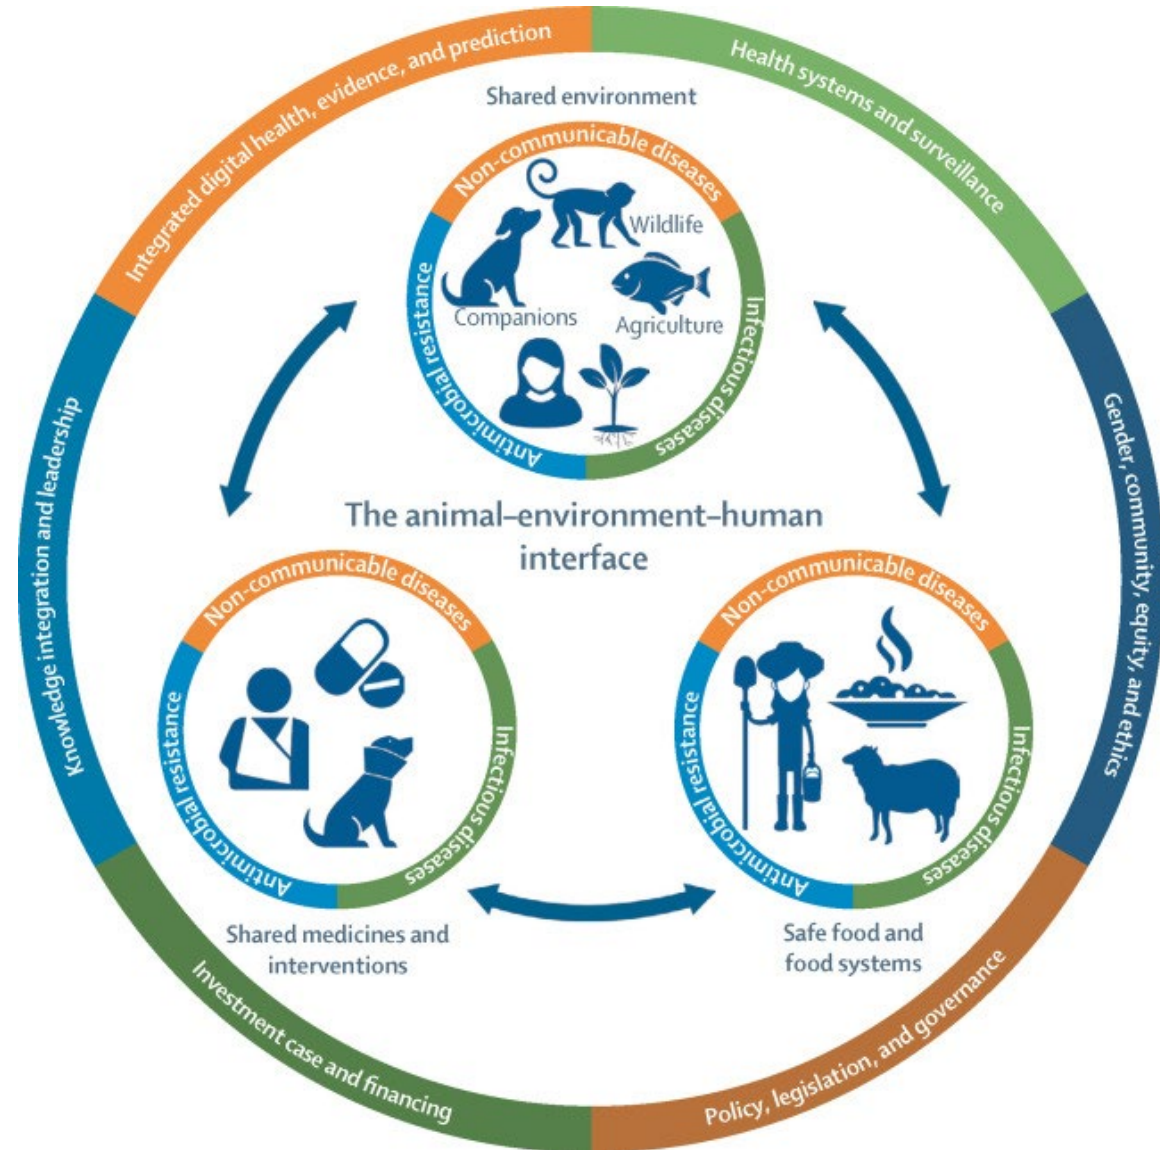 Integrated digital health, evidence, and prediction
Health systems and surveillance
Gender, community, equity, and ethics
Policy, legislation, and governance
Investment case and financing
Knowledge integration and leadership
Shared environment
Non-communicable diseases
Infectious diseases
Antimicrobial resistance
Wildlife
Companions
Agriculture
The animal–environment–human
interface
Non-communicable diseases
Infectious diseases
Antimicrobial resistance
Shared medicines and
interventions
Non-communicable diseases
Infectious diseases
Antimicrobial resistance
Safe food and
food systems